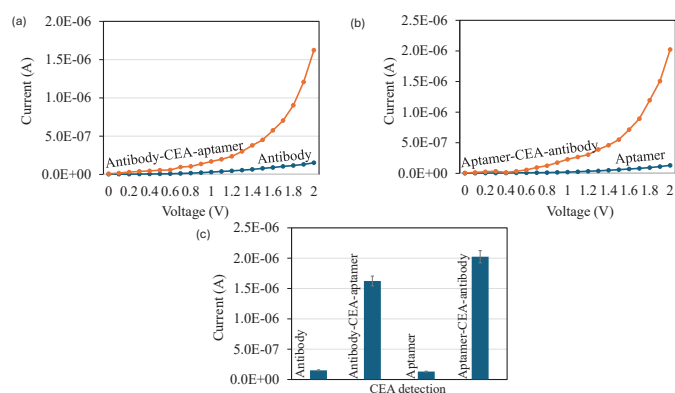 (a)
2.0E-06
1.5E-06
1.0E-06
5.0E-07
0.0E+00
Current (A)
Antibody-CEA-aptamer
Antibody
0 0.2 0.4 0.6 0.8 1 1.2 1.4 1.6 1.8 2
Voltage (V)
(b)
2.5E-06
2.0E-06
1.5E-06
1.0E-06
5.0E-07
0.0E+00
Current (A)
Aptamer-CEA-antibody
Aptamer
0 0.2 0.4 0.6 0.8 1 1.2 1.4 1.6 1.8 2
Voltage (V)
(c)
2.5E-06
2.0E-06
1.5E-06
1.0E-06
5.0E-07
0.0E+00
Current (A)
Antibody
Antibody-CEA-aptamer
Aptamer
Aptamer-CEA-antibody
CEA detection